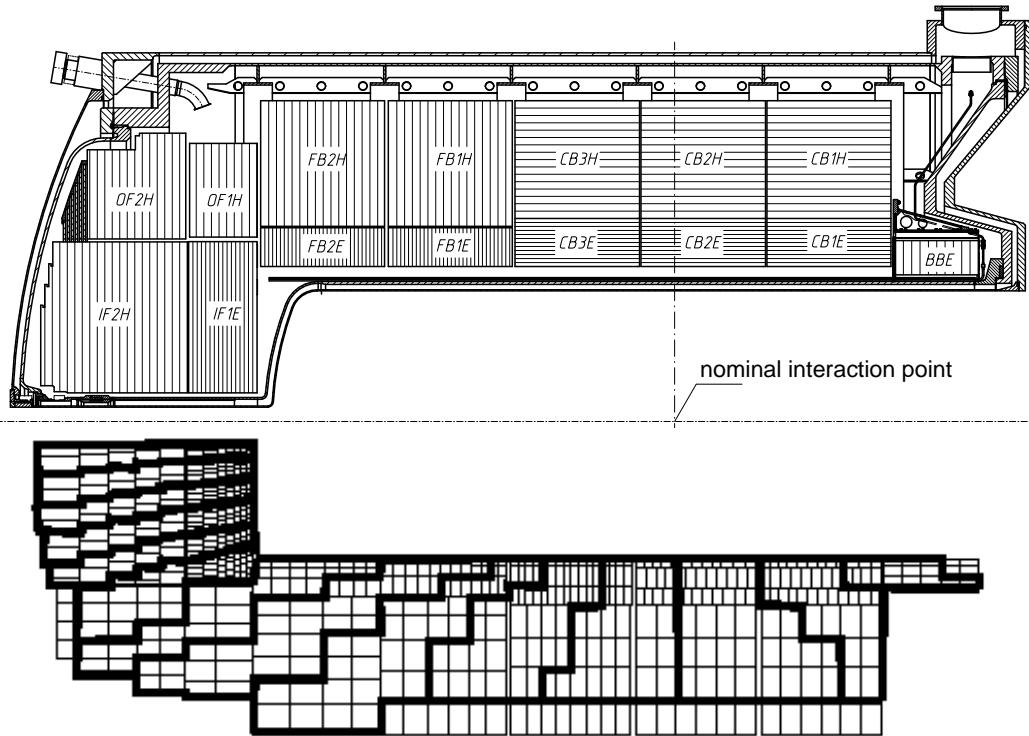 FB2H FB1H CB3H CB2H CB1H
OF2H OF1H
FB2E FB1E CB3E CB2E CB1E
BBE
IF2H IF1E
nominal interaction point